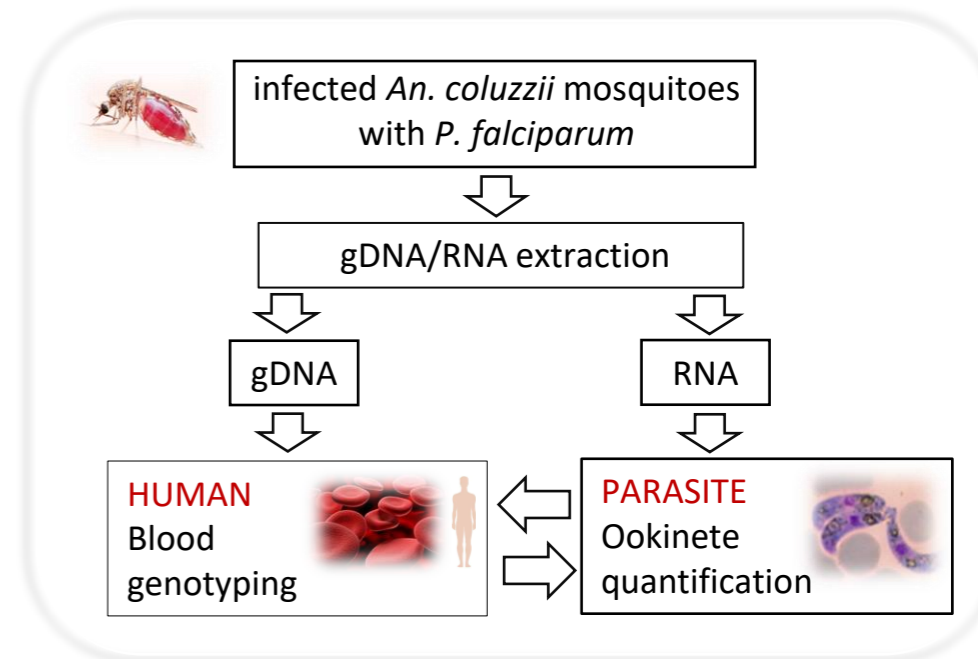 infected An. coluzzii mosquitoes
with P. falciparum
gDNA/RNA extraction
gDNA
RNA
HUMAN
Blood
genotyping
PARASITE
Ookinete
quantification